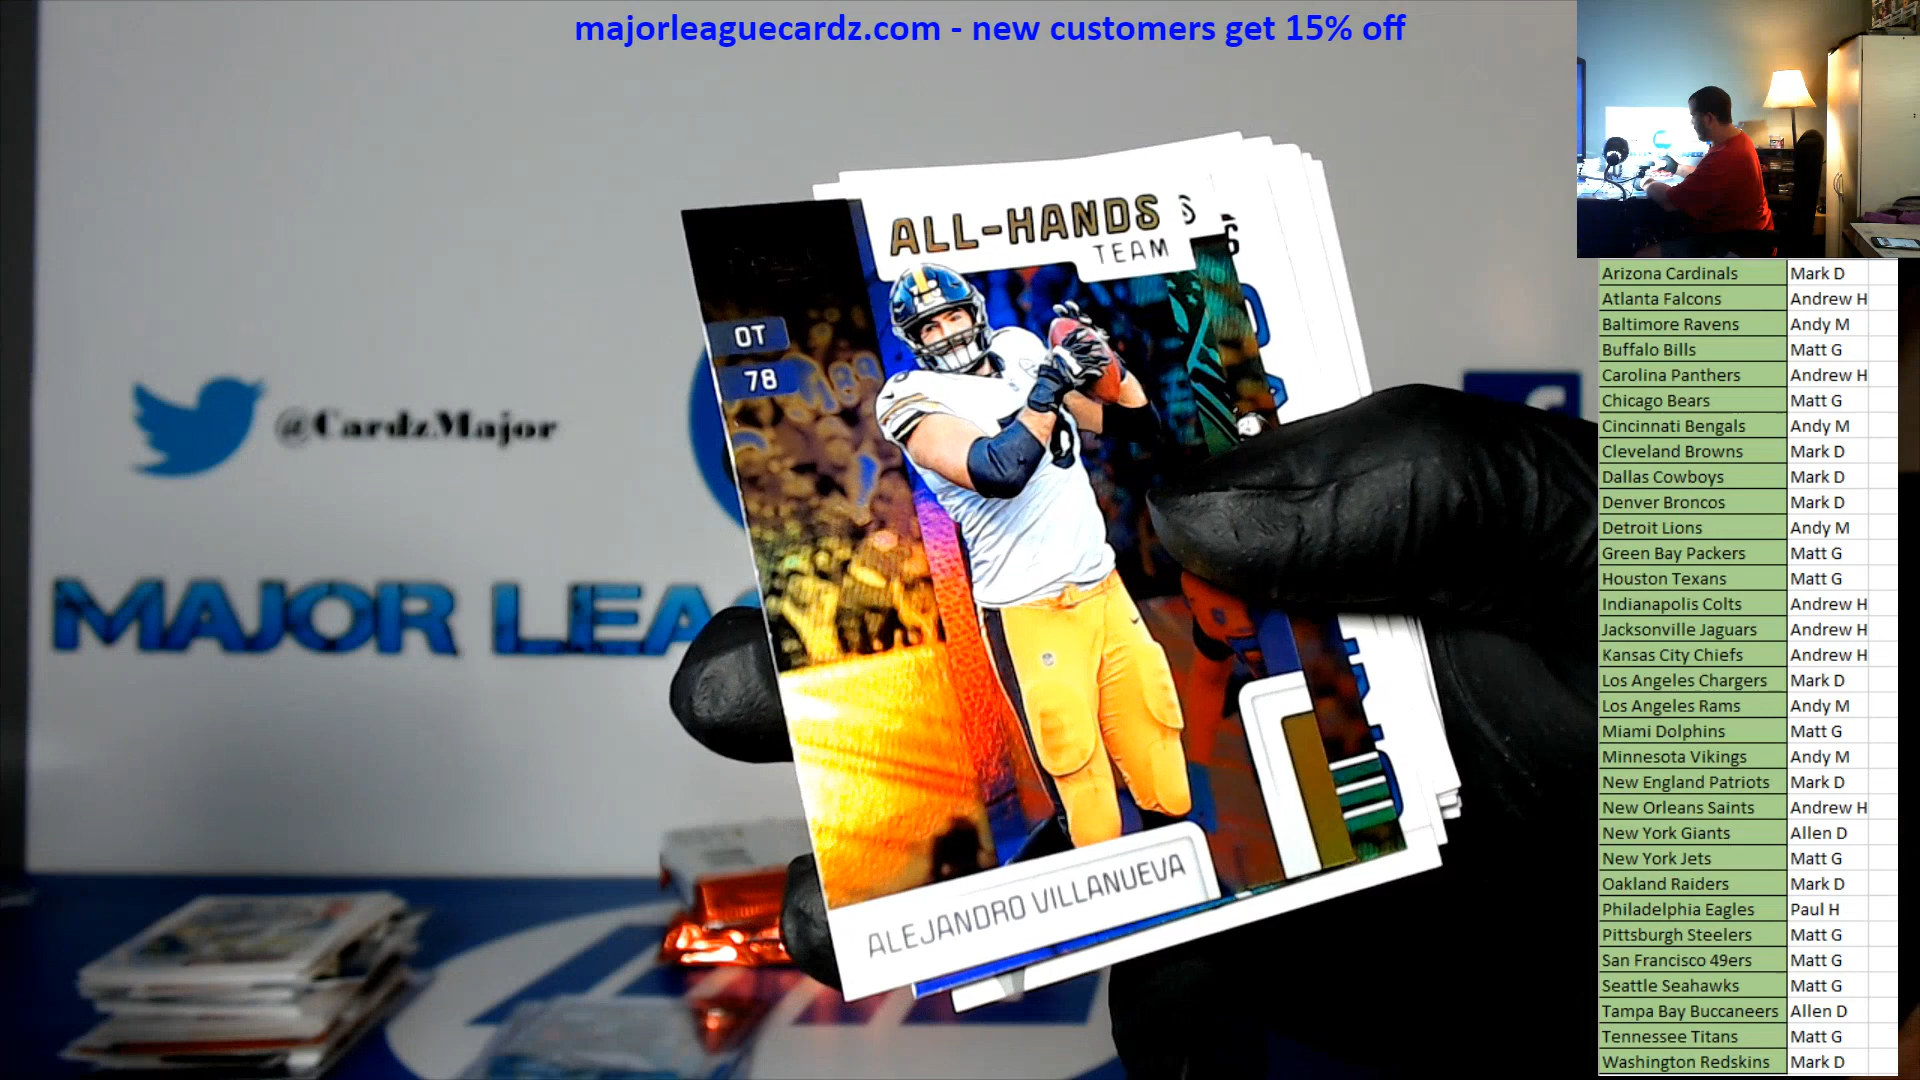 majorleaguecardz.com - new customers get 15% off
ALL-HANDS
TEAM
OT
78
@CardzMajor
MAJOR LEA
ALEJANDRO VILLANUEVA
Arizona Cardinals Mark D
Atlanta Falcons Andrew H
Baltimore Ravens Andy M
Buffalo Bills Matt G
Carolina Panthers Andrew H
Chicago Bears Matt G
Cincinnati Bengals Andy M
Cleveland Browns Mark D
Dallas Cowboys Mark D
Denver Broncos Mark D
Detroit Lions Andy M
Green Bay Packers Matt G
Houston Texans Matt G
Indianapolis Colts Andrew H
Jacksonville Jaguars Andrew H
Kansas City Chiefs Andrew H
Los Angeles Chargers Mark D
Los Angeles Rams Andy M
Miami Dolphins Matt G
Minnesota Vikings Andy M
New England Patriots Mark D
New Orleans Saints Andrew H
New York Giants Allen D
New York Jets Matt G
Oakland Raiders Mark D
Philadelphia Eagles Paul H
Pittsburgh Steelers Matt G
San Francisco 49ers Matt G
Seattle Seahawks Matt G
Tampa Bay Buccaneers Allen D
Tennessee Titans Matt G
Washington Redskins Mark D